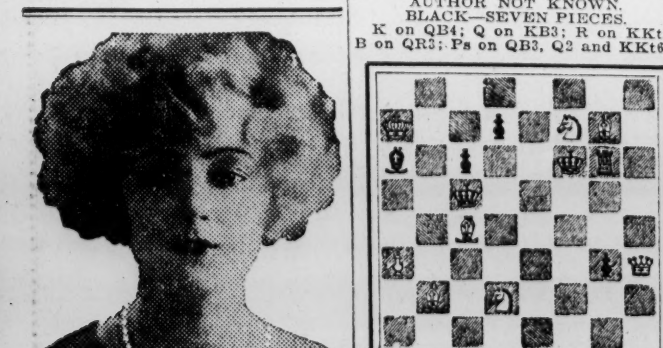 AUTHOR NOT KNOWN.
BLACK—SEVEN PIECES.
K on QB4; Q on KB3; R on KKt
B on QR3; Ps on QB3, Q2 and KKt6